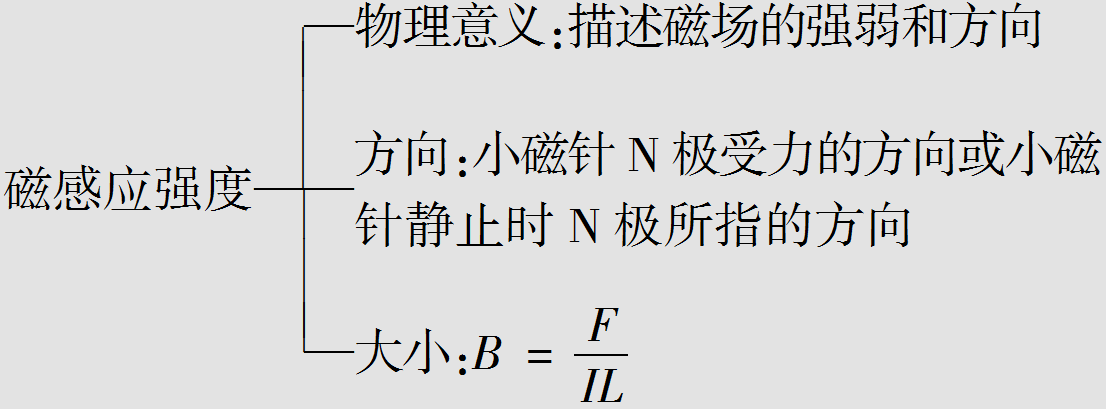 物理意义:描述磁场的强弱和方向
磁感应强度
方向:小磁针 N 极受力的方向或小磁
针静止时 N 极所指的方向
大小:B = F/IL